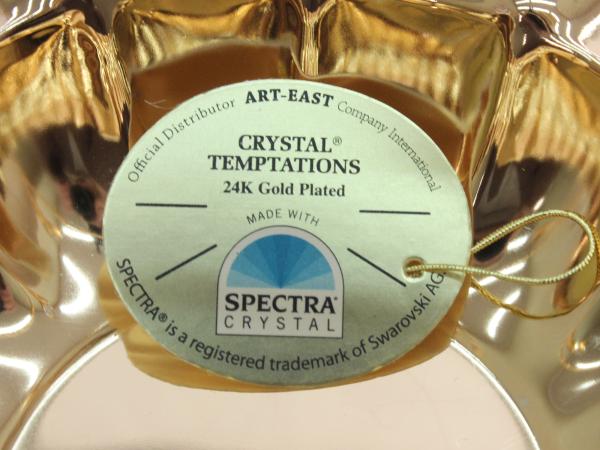 Official Distributor ART-EAST Company International
CRYSTAL®
TEMPTATIONS
24K Gold Plated
MADE WITH
SPECTRA®
CRYSTAL
SPECTRA® is a registered trademark of Swarovski AG